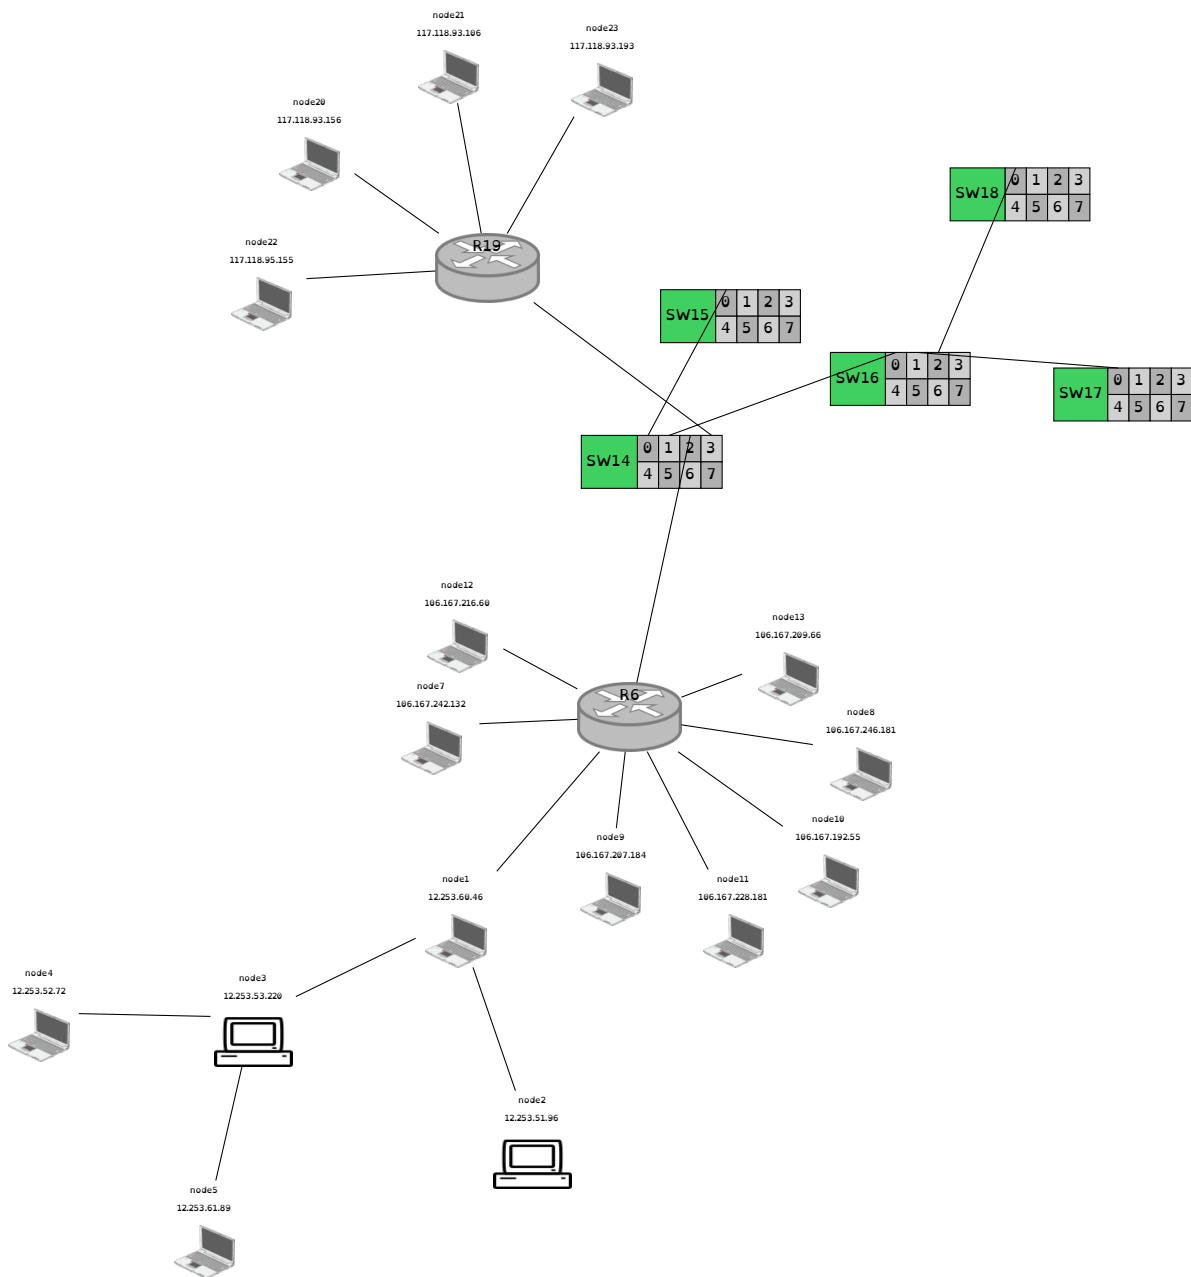 node21
117.118.93.106
node23
117.118.93.193
node20
117.118.93.156
node22
117.118.95.155
R19
SW18 0 1 2 3
4 5 6 7
SW15 0 1 2 3
4 5 6 7
SW16 0 1 2 3
4 5 6 7
SW17 0 1 2 3
4 5 6 7
SW14 0 1 2 3
4 5 6 7
node12
106.167.216.60
node13
106.167.209.66
node7
106.167.242.132
R6
node8
106.167.246.181
node10
106.167.192.55
node9
106.167.207.184
node11
106.167.228.181
node1
12.253.60.46
node4
12.253.52.72
node3
12.253.53.220
node2
12.253.51.96
node5
12.253.61.89